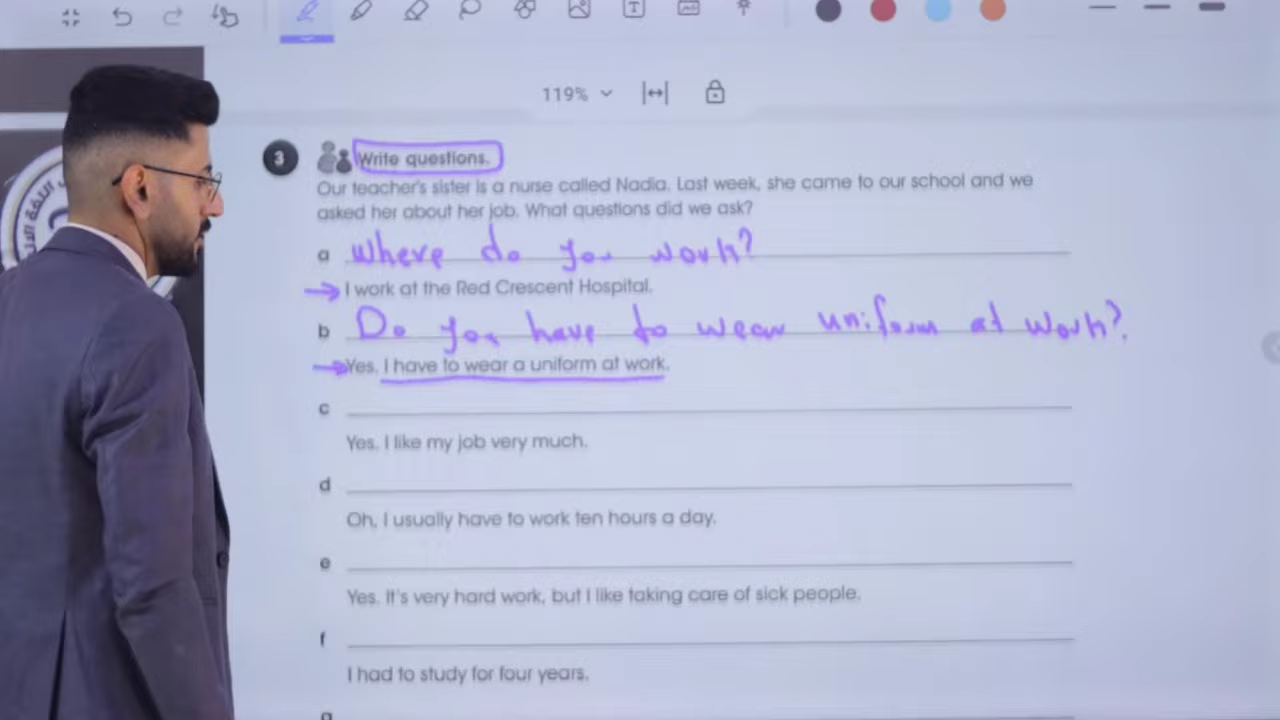 119%
3 Write questions.
Our teacher's sister is a nurse called Nadia. Last week, she came to our school and we
asked her about her job. What questions did we ask?
a Where do you work?
I work at the Red Crescent Hospital.
b Do you have to wear uniform at work?
Yes. I have to wear a uniform at work.
c
Yes. I like my job very much.
d
Oh, I usually have to work ten hours a day.
e
Yes. It's very hard work, but I like taking care of sick people.
f
I had to study for four years.
g